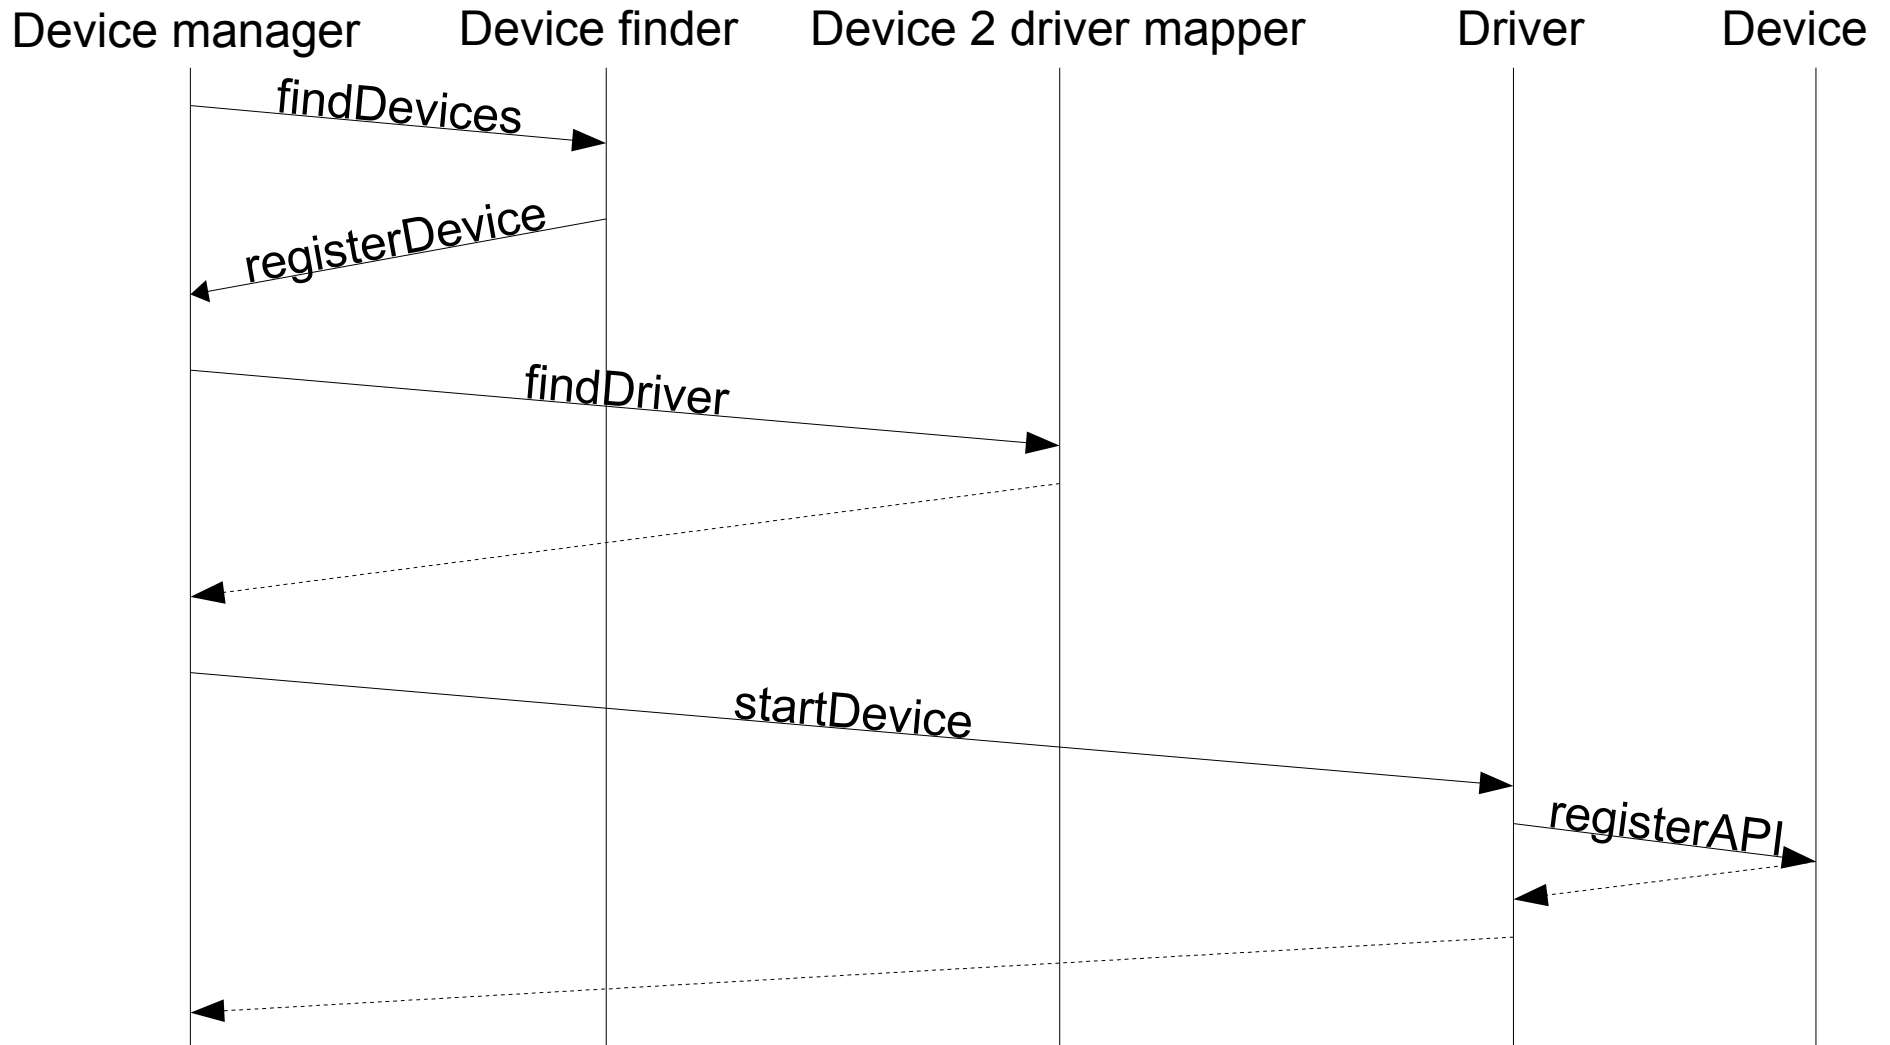 Device manager
Device finder
Device 2 driver mapper
Driver
Device
findDevices
registerDevice
findDriver
startDevice
registerAPI